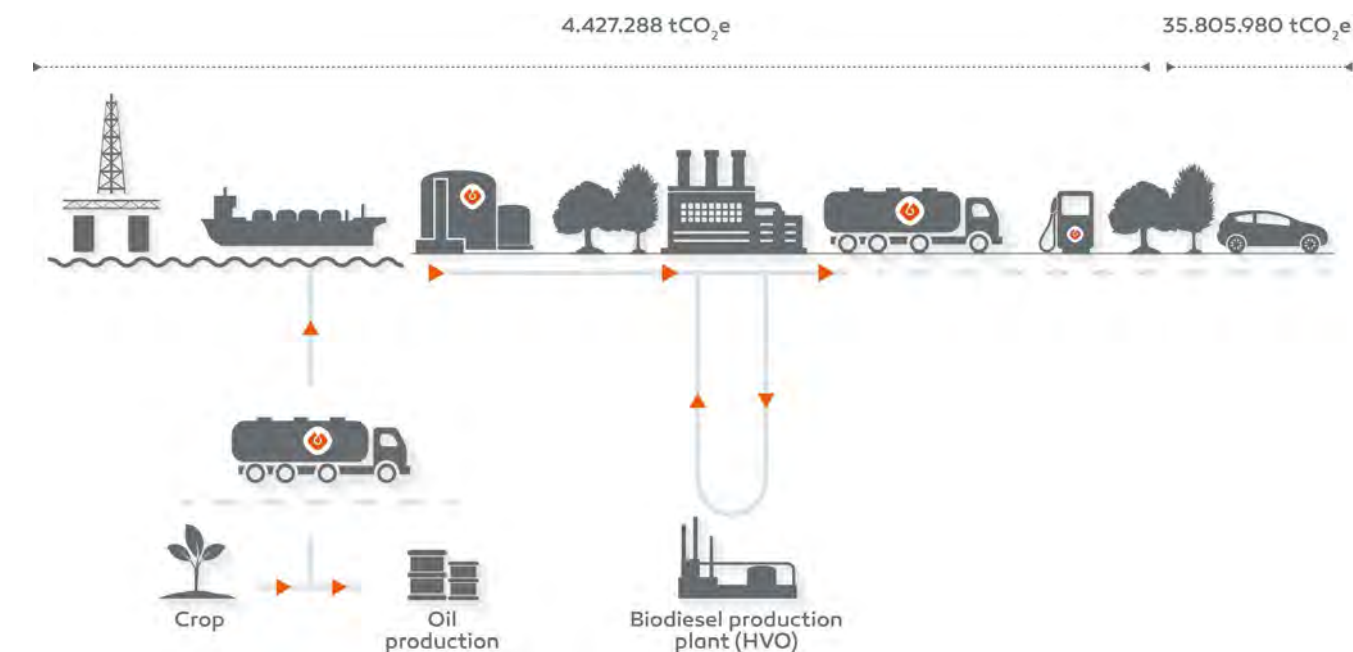 4.427.288 tCO₂e
35.805.980 tCO₂e
Crop
Oil
production
Biodiesel production
plant (HVO)